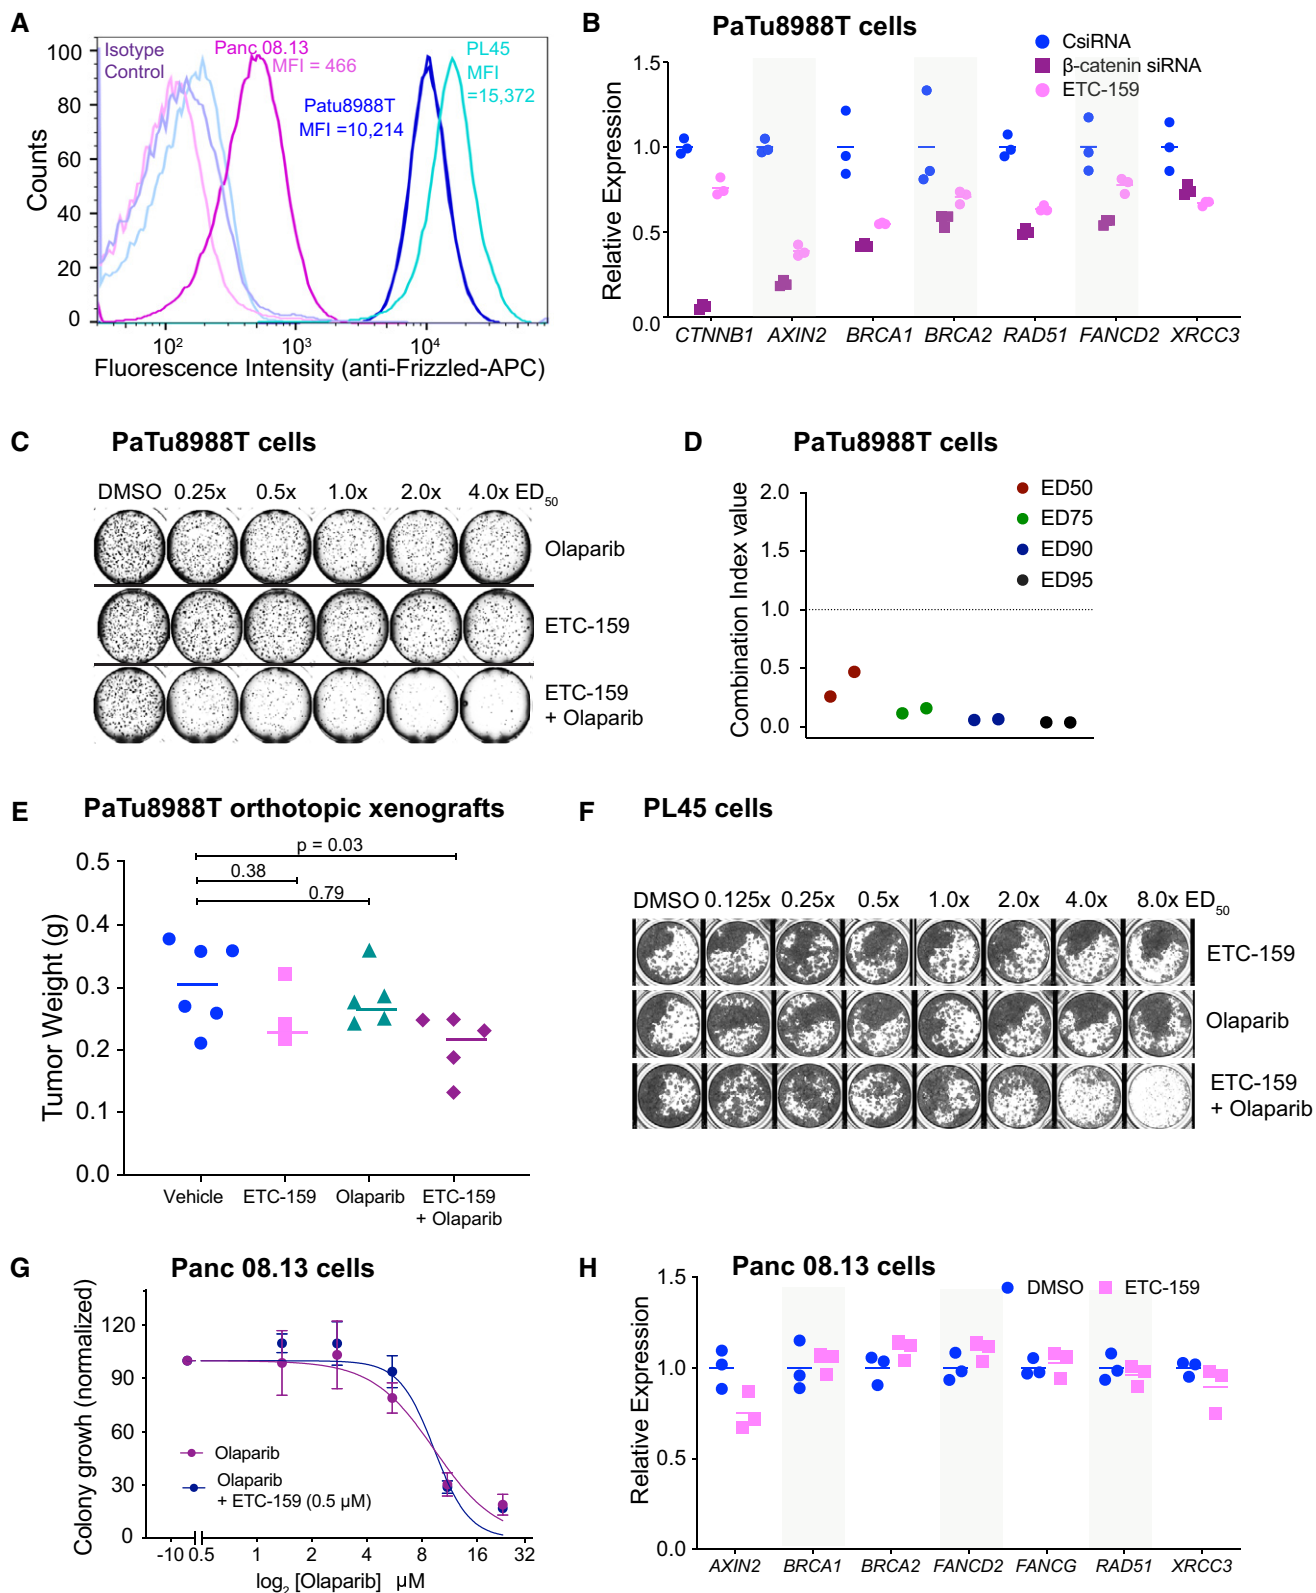 A
Isotype
Control
Panc 08.13
MFI = 466
Patu8988T
MFI =10,214
PL45
MFI
=15,372
100
80
60
40
20
0
Counts
10²
10³
10⁴
Fluorescence Intensity (anti-Frizzled-APC)
B
PaTu8988T cells
CsiRNA
β-catenin siRNA
ETC-159
1.5
1.0
0.5
0.0
Relative Expression
CTNNB1 AXIN2 BRCA1 BRCA2 RAD51 FANCD2 XRCC3
C
PaTu8988T cells
DMSO 0.25x 0.5x 1.0x 2.0x 4.0x ED50
Olaparib
ETC-159
ETC-159
+ Olaparib
D
PaTu8988T cells
ED50
ED75
ED90
ED95
2.0
1.5
1.0
0.5
0.0
Combination Index value
E
PaTu8988T orthotopic xenografts
p = 0.03
0.38
0.79
0.5
0.4
0.3
0.2
0.1
0.0
Tumor Weight (g)
Vehicle ETC-159 Olaparib ETC-159
+ Olaparib
F
PL45 cells
DMSO 0.125x 0.25x 0.5x 1.0x 2.0x 4.0x 8.0x ED50
ETC-159
Olaparib
ETC-159
+ Olaparib
G
Panc 08.13 cells
120
90
60
30
0
Colony growh (normalized)
Olaparib
Olaparib
+ ETC-159 (0.5 µM)
-10 0.5 1 2 4 8 16 32
log2 [Olaparib] µM
H
Panc 08.13 cells
DMSO ETC-159
1.5
1.0
0.5
0.0
Relative Expression
AXIN2 BRCA1 BRCA2 FANCD2 FANCG RAD51 XRCC3